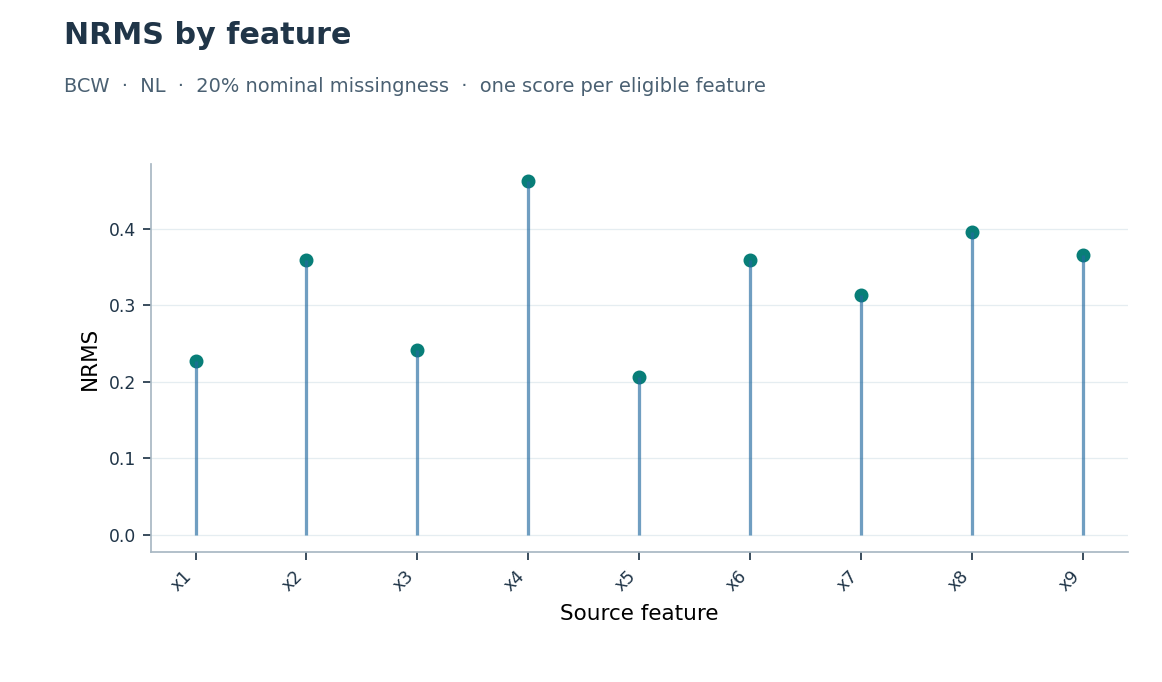 NRMS by feature
BCW · NL · 20% nominal missingness · one score per eligible feature
NRMS
0.4
0.3
0.2
0.1
0.0
x1 x2 x3 x4 x5 x6 x7 x8 x9
Source feature